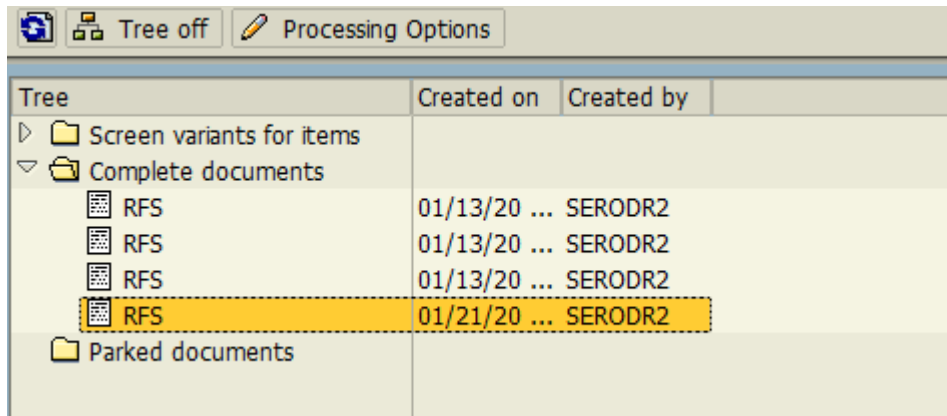 Tree off Processing Options
Tree Created on Created by
Screen variants for items
Complete documents
RFS 01/13/20 ... SERODR2
RFS 01/13/20 ... SERODR2
RFS 01/13/20 ... SERODR2
RFS 01/21/20 ... SERODR2
Parked documents